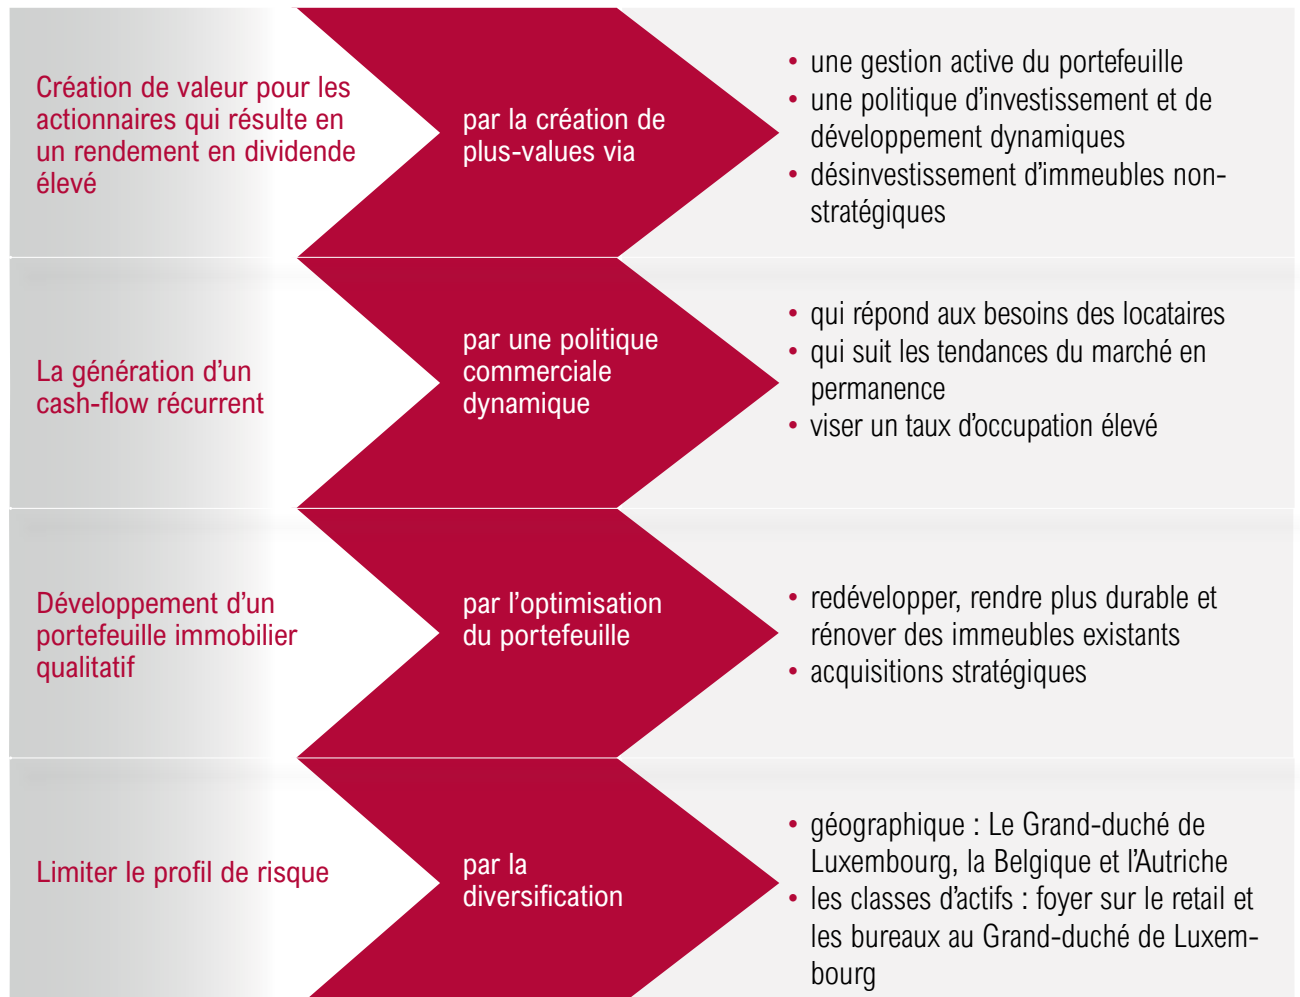 Création de valeur pour les
actionnaires qui résulte en
un rendement en dividende
élevé
par la création de
plus-values via
• une gestion active du portefeuille
• une politique d’investissement et de
développement dynamiques
• désinvestissement d’immeubles non-
stratégiques
La génération d’un
cash-flow récurrent
par une politique
commerciale
dynamique
• qui répond aux besoins des locataires
• qui suit les tendances du marché en
permanence
• viser un taux d’occupation élevé
Développement d’un
portefeuille immobilier
qualitatif
par l’optimisation
du portefeuille
• redévelopper, rendre plus durable et
rénover des immeubles existants
• acquisitions stratégiques
Limiter le profil de risque
par la
diversification
• géographique : Le Grand-duché de
Luxembourg, la Belgique et l’Autriche
• les classes d’actifs : foyer sur le retail et
les bureaux au Grand-duché de Luxem-
bourg